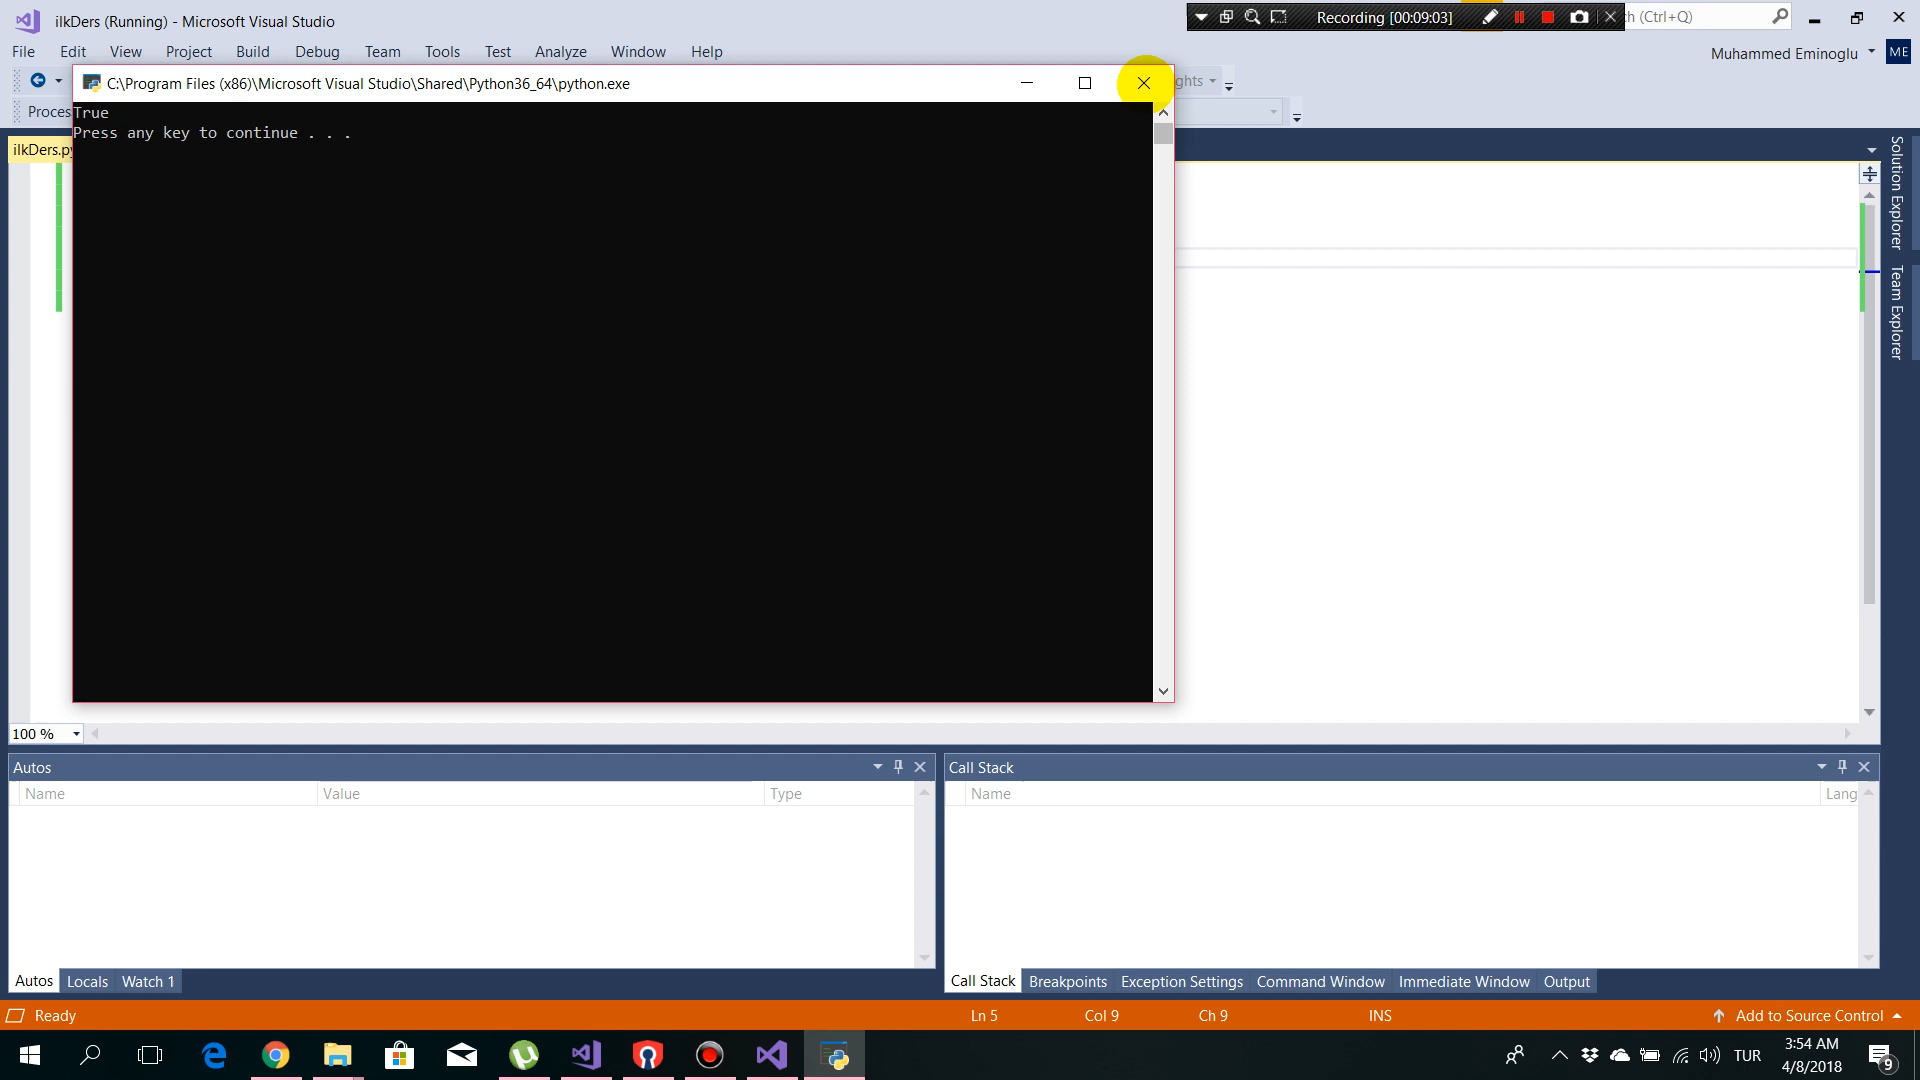 ilkDers (Running) - Microsoft Visual Studio
Recording [00:09:03]
ch (Ctrl+Q)
File Edit View Project Build Debug Team Tools Test Analyze Window Help
Muhammed Eminoglu
ME
C:\Program Files (x86)\Microsoft Visual Studio\Shared\Python36_64\python.exe
ghts
Proces
True
Press any key to continue . . .
ilkDers.py
Solution Explorer
Team Explorer
100 %
Autos
Name Value Type
Call Stack
Name Lang
Autos Locals Watch 1
Call Stack Breakpoints Exception Settings Command Window Immediate Window Output
Ready
Ln 5
Col 9
Ch 9
INS
Add to Source Control
TUR
3:54 AM
4/8/2018
9